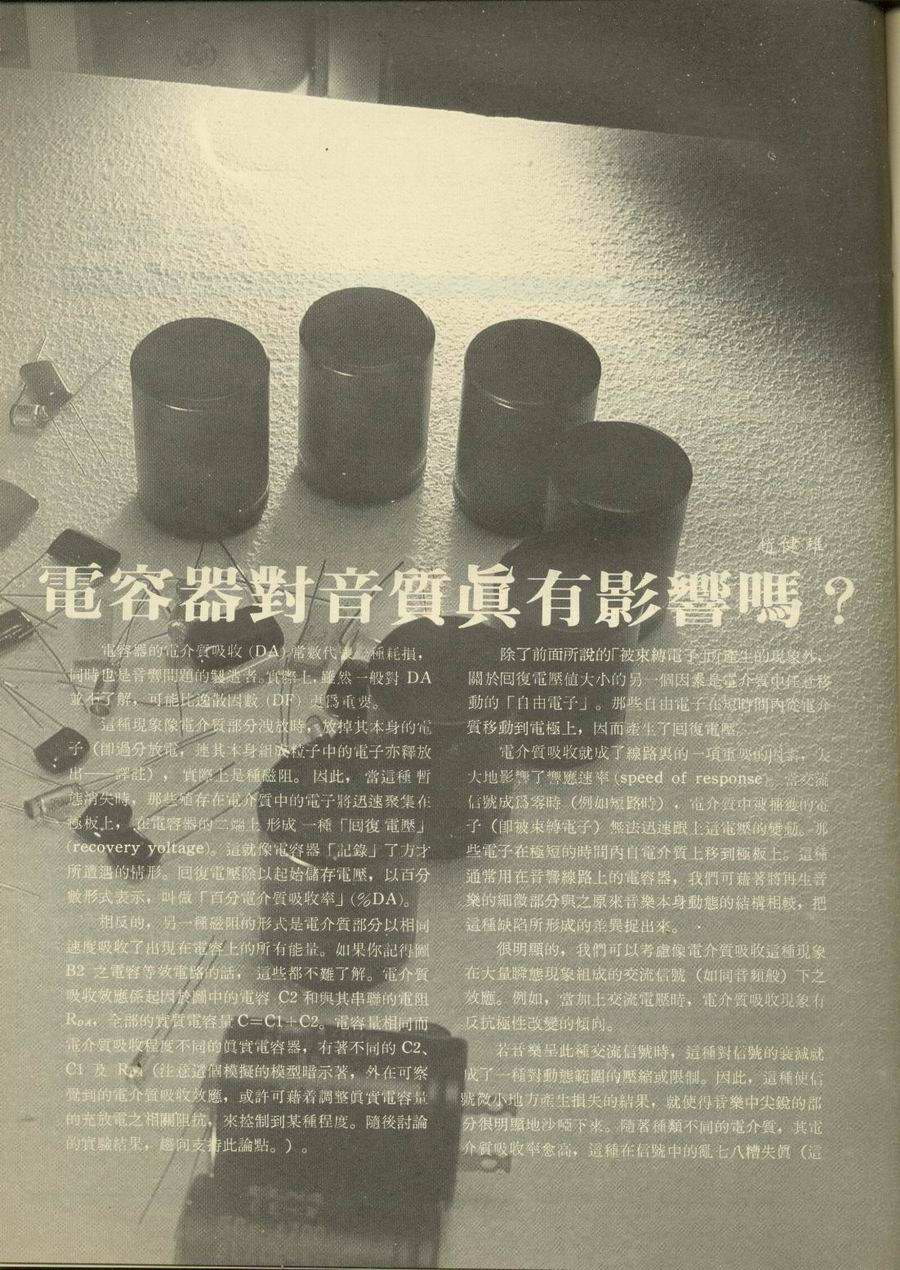 趙健雄
電容器對音質眞有影響嗎？
電容器的電介質吸收 (DA) 常數代表一種耗損，
同時也是音響問題的製造者。實際上，雖然一般對 DA
並不了解，可能比逸散因數 (DF) 更爲重要。
這種現象像電介質部分洩放時，放掉其本身的電
子（卽過分放電，連其本身組成粒子中的電子亦釋放
出——譯註），實際上是種磁阻。因此，當這種暫
態消失時，那些殖存在電介質中的電子將迅速聚集在
極板上，在電容器的二端上形成一種「回復電壓」
(recovery voltage)。這就像電容器「記錄」了方才
所遭遇的情形。回復電壓除以起始儲存電壓，以百分
數形式表示，叫做「百分電介質吸收率」(%DA)。
相反的，另一種磁阻的形式是電介質部分以相同
速度吸收了出現在電容上的所有能量。如果你記得圖
B2 之電容等效電路的話，這些都不難了解。電介質
吸收效應係起因於圖中的電容 C2 和與其串聯的電阻
RDA，全部的實質電容量 C=C1+C2。電容量相同而
電介質吸收程度不同的眞實電容器，有著不同的 C2、
C1 及 RDA（注意這個模擬的模型暗示著，外在可察
覺到的電介質吸收效應，或許可藉着調整眞實電容量
的充放電之相關阻抗，來控制到某種程度。隨後討論
的實驗結果，趨向支持此論點。）。
除了前面所說的「被束縛電子」所產生的現象外，
關於回復電壓值大小的另一個因素是電介質中任意移
動的「自由電子」。那些自由電子在短時間內從電介
質移動到電極上，因而產生了回復電壓。
電介質吸收就成了線路裏的一項重要的因素，大
大地影響了響應速率 (speed of response)。當交流
信號成爲零時（例如短路時），電介質中被種獲的電
子（卽被束縛電子）無法迅速跟上這電壓的變動。那
些電子在極短的時間內自電介質上移到極板上。這種
通常用在音響線路上的電容器，我們可藉著將再生音
樂的細微部分與之原來音樂本身動態的結構相較，把
這種缺陷所形成的差異捉出來。
很明顯的，我們可以考慮像電介質吸收這種現象
在大量瞬態現象組成的交流信號（如同音頻般）下之
效應。例如，當加上交流電壓時，電介質吸收現象有
反抗極性改變的傾向。
若音樂呈此種交流信號時，這種對信號的衰減就
成了一種對動態範圍的壓縮或限制。因此，這種使信
號微小地方產生損失的結果，就使得音樂中尖銳的部
分很明顯地沙啞下來。隨著種類不同的電介質，其電
介質吸收率愈高，這種在信號中的亂七八糟失眞（這